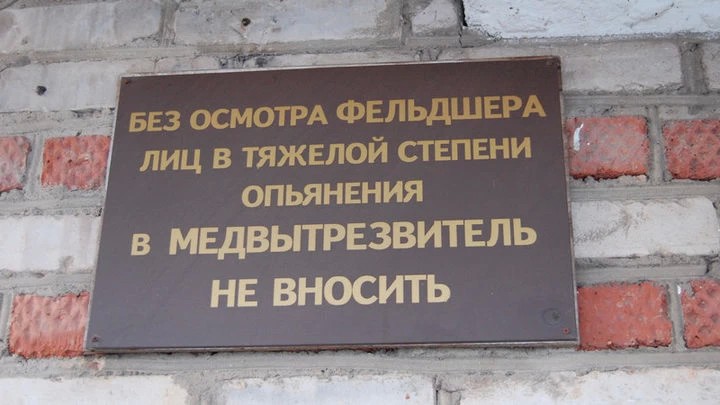 БЕЗ ОСМОТРА ФЕЛЬДШЕРА
ЛИЦ В ТЯЖЕЛОЙ СТЕПЕНИ
ОПЬЯНЕНИЯ
В МЕДВЫТРЕЗВИТЕЛЬ
НЕ ВНОСИТЬ